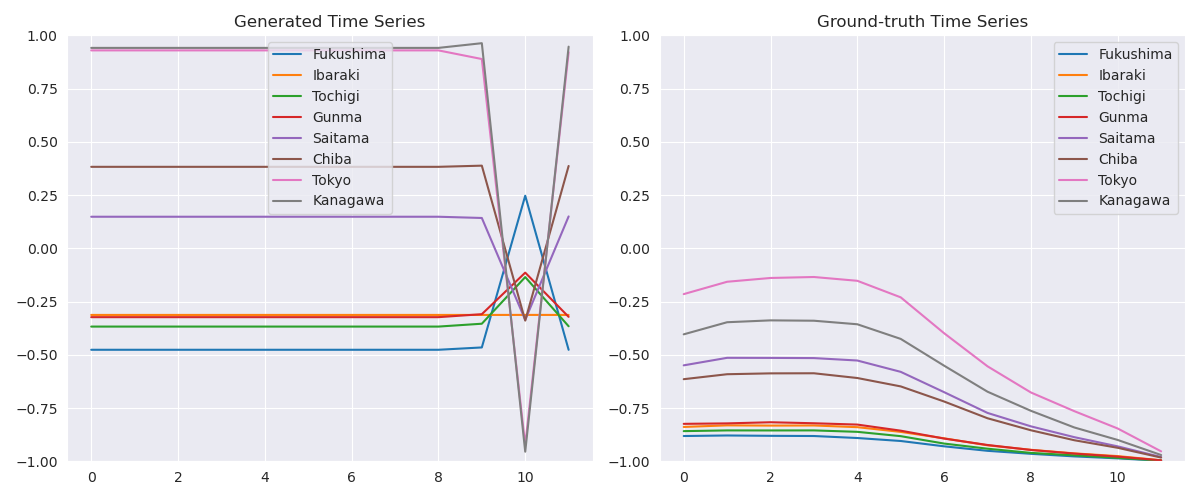 Generated Time Series
1.00
0.75
0.50
0.25
0.00
−0.25
−0.50
−0.75
−1.00
0 2 4 6 8 10
Fukushima
Ibaraki
Tochigi
Gunma
Saitama
Chiba
Tokyo
Kanagawa
Ground-truth Time Series
1.00
0.75
0.50
0.25
0.00
−0.25
−0.50
−0.75
−1.00
0 2 4 6 8 10
Fukushima
Ibaraki
Tochigi
Gunma
Saitama
Chiba
Tokyo
Kanagawa